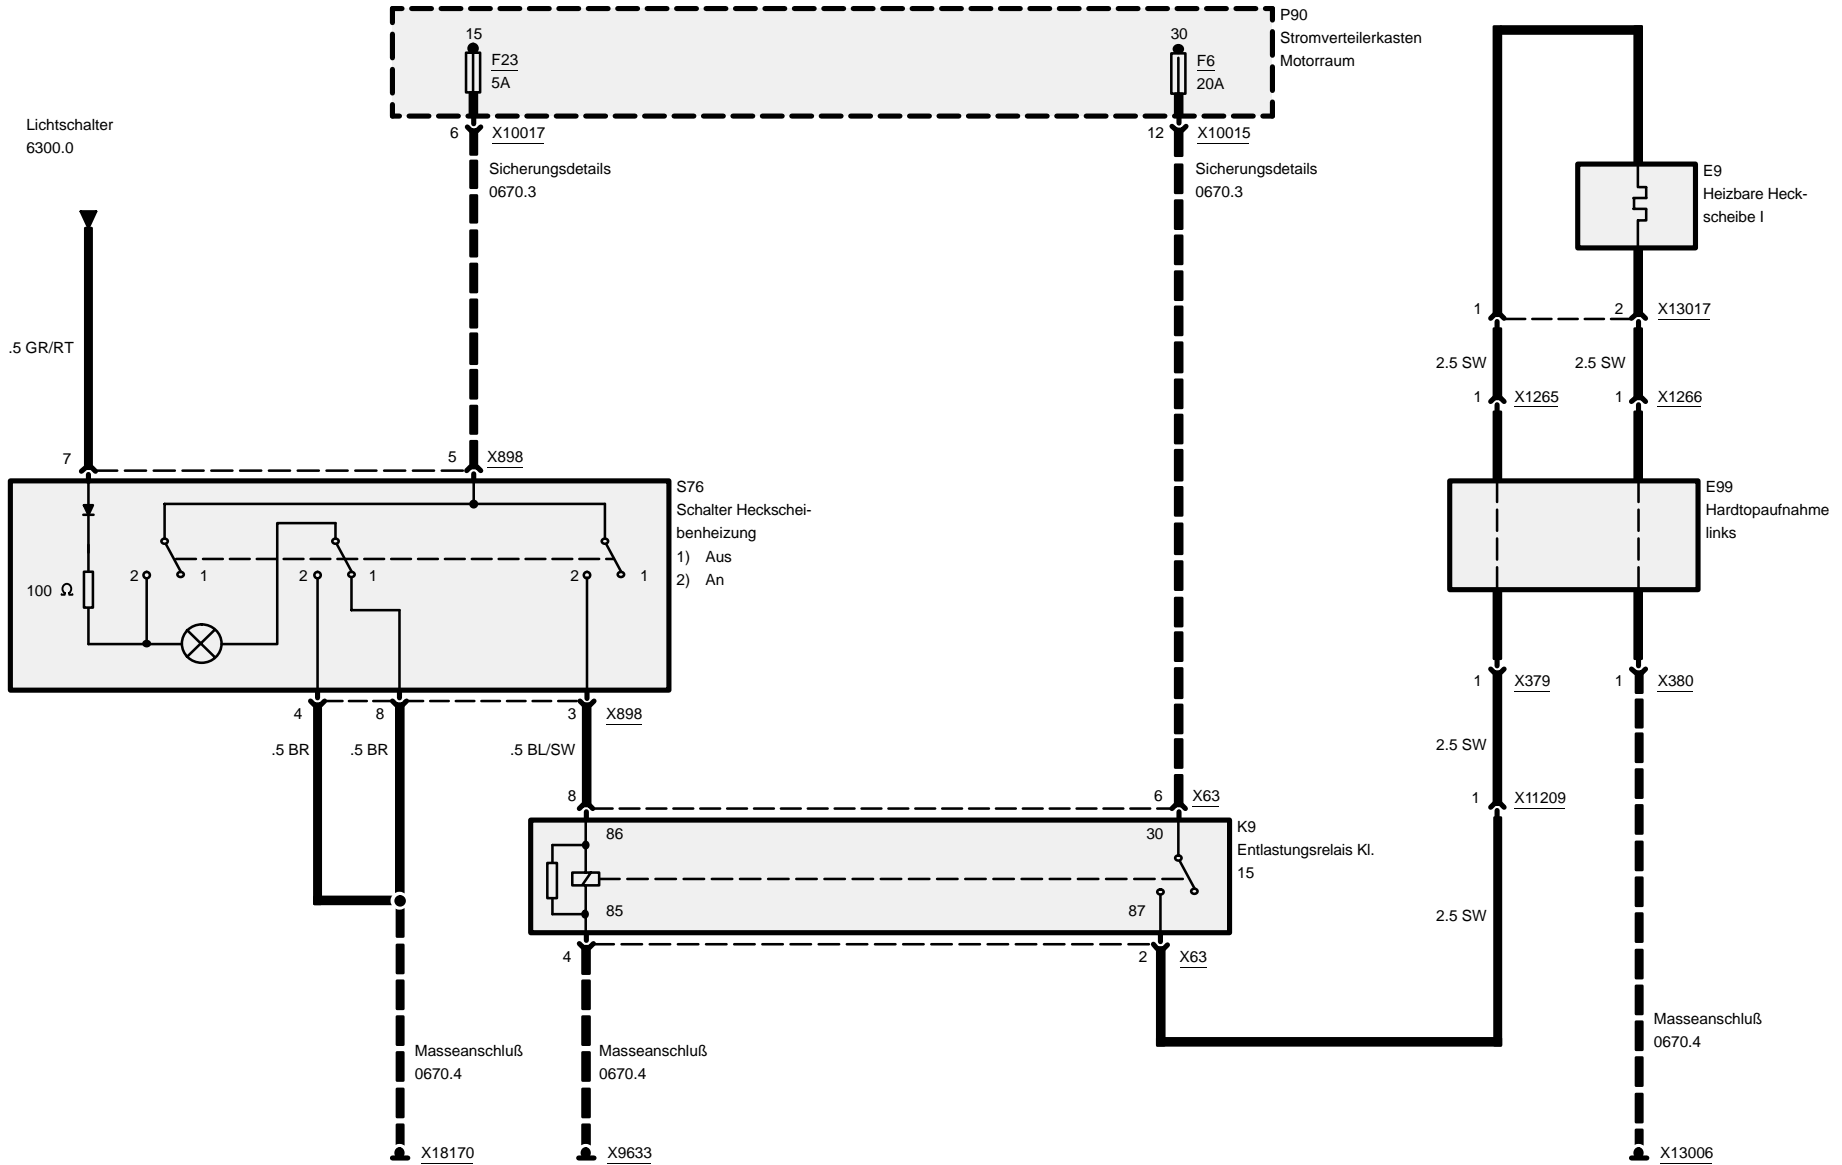 P90
Stromverteilerkasten
Motorraum
15
F23
5A
30
F6
20A
6 X10017
12 X10015
Sicherungsdetails
0670.3
Sicherungsdetails
0670.3
Lichtschalter
6300.0
.5 GR/RT
E9
Heizbare Heck-
scheibe I
1
2 X13017
2.5 SW
2.5 SW
1 X1265
1 X1266
7
5 X898
S76
Schalter Heckschei-
benheizung
1) Aus
2) An
100 Ω
2
1
2
1
2
1
E99
Hardtopaufnahme
links
4
8
3 X898
.5 BR
.5 BR
.5 BL/SW
1 X379
1 X380
2.5 SW
1 X11209
8
6 X63
86
30
K9
Entlastungsrelais Kl.
15
85
87
4
2 X63
2.5 SW
Masseanschluß
0670.4
Masseanschluß
0670.4
Masseanschluß
0670.4
X18170
X9633
X13006